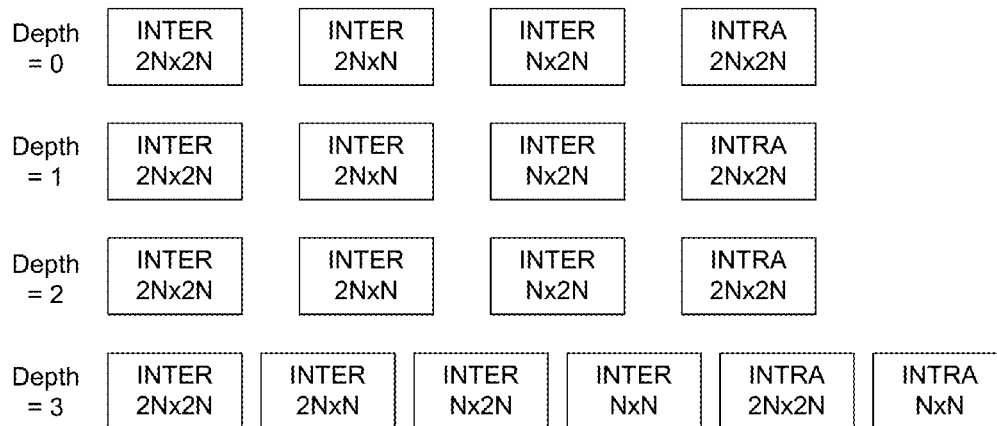 Depth = 0
INTER 2Nx2N
INTER 2NxN
INTER Nx2N
INTRA 2Nx2N
Depth = 1
INTER 2Nx2N
INTER 2NxN
INTER Nx2N
INTRA 2Nx2N
Depth = 2
INTER 2Nx2N
INTER 2NxN
INTER Nx2N
INTRA 2Nx2N
Depth = 3
INTER 2Nx2N
INTER 2NxN
INTER Nx2N
INTER NxN
INTRA 2Nx2N
INTRA NxN